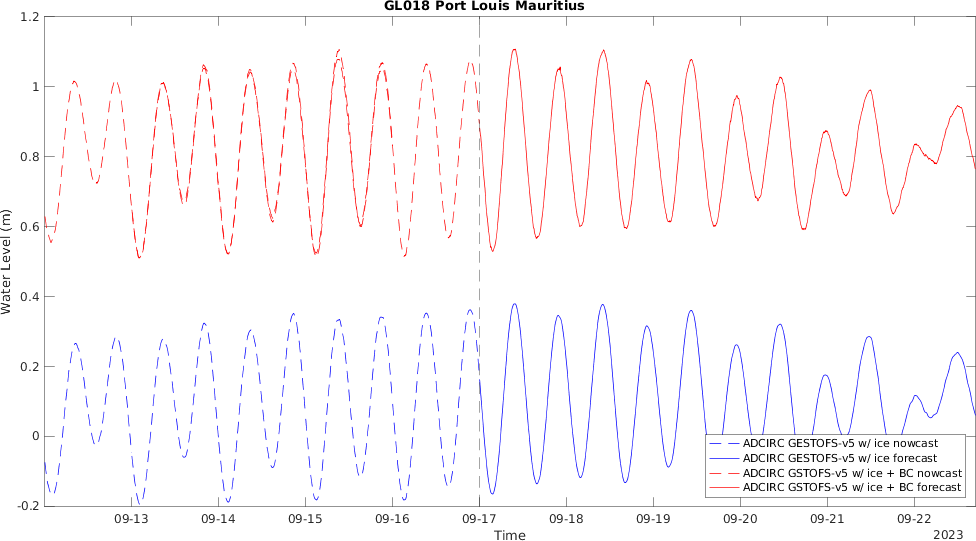 GL018 Port Louis Mauritius
1.2
1
0.8
0.6
0.4
0.2
0
-0.2
Water Level (m)
ADCIRC GESTOFS-v5 w/ ice nowcast
ADCIRC GESTOFS-v5 w/ ice forecast
ADCIRC GSTOFS-v5 w/ ice + BC nowcast
ADCIRC GSTOFS-v5 w/ ice + BC forecast
09-13 09-14 09-15 09-16 09-17 09-18 09-19 09-20 09-21 09-22
Time
2023